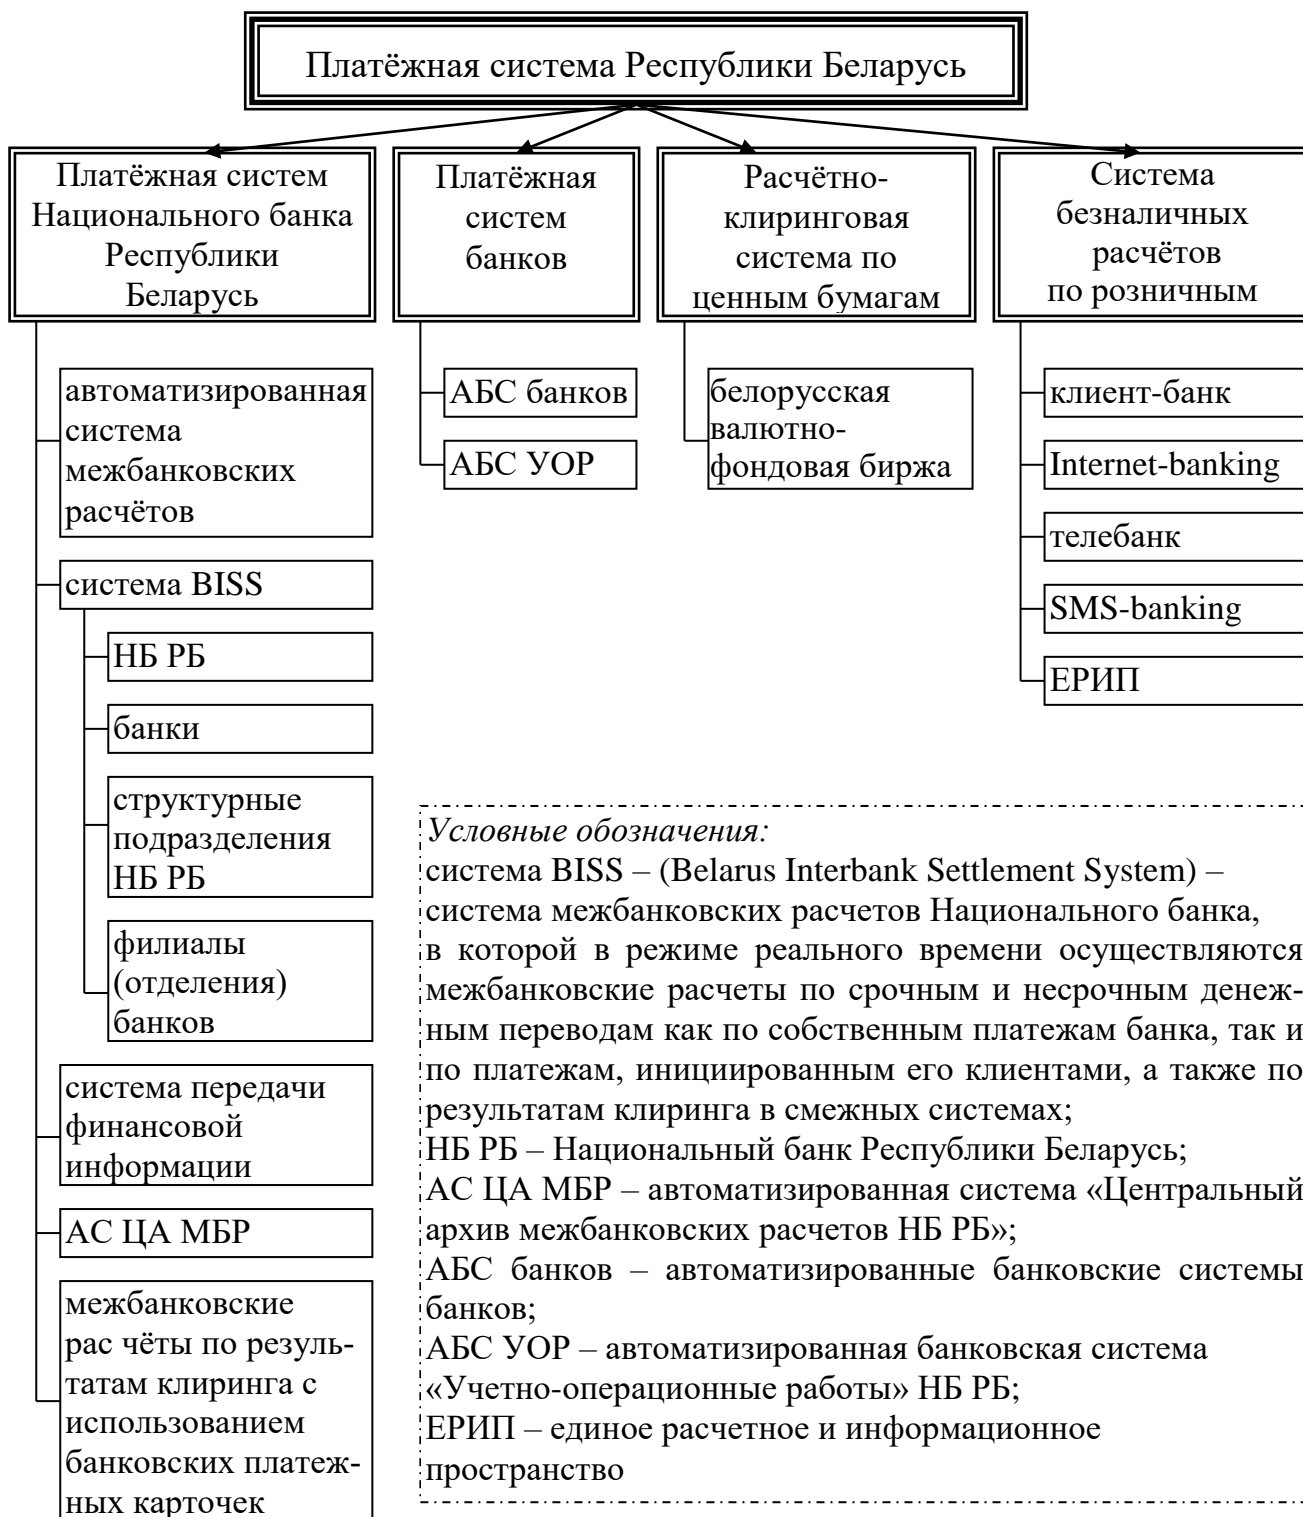 Платёжная система Республики Беларусь
Платёжная систем
Национального банка
Республики
Беларусь
Платёжная
систем
банков
Расчётно-
клиринговая
система по
ценным бумагам
Система
безналичных
расчётов
по розничным
автоматизированная
система
межбанковских
расчётов
система BISS
НБ РБ
банки
структурные
подразделения
НБ РБ
филиалы
(отделения)
банков
система передачи
финансовой
информации
АС ЦА МБР
межбанковские
рас чёты по резуль-
татам клиринга с
использованием
банковских платеж-
ных карточек
АБС банков
АБС УОР
белорусская
валютно-
фондовая биржа
клиент-банк
Internet-banking
телебанк
SMS-banking
ЕРИП
Условные обозначения:
система BISS – (Belarus Interbank Settlement System) –
система межбанковских расчетов Национального банка,
в которой в режиме реального времени осуществляются
межбанковские расчеты по срочным и несрочным денеж-
ным переводам как по собственным платежам банка, так и
по платежам, инициированным его клиентами, а также по
результатам клиринга в смежных системах;
НБ РБ – Национальный банк Республики Беларусь;
АС ЦА МБР – автоматизированная система «Центральный
архив межбанковских расчетов НБ РБ»;
АБС банков – автоматизированные банковские системы
банков;
АБС УОР – автоматизированная банковская система
«Учетно-операционные работы» НБ РБ;
ЕРИП – единое расчетное и информационное
пространство